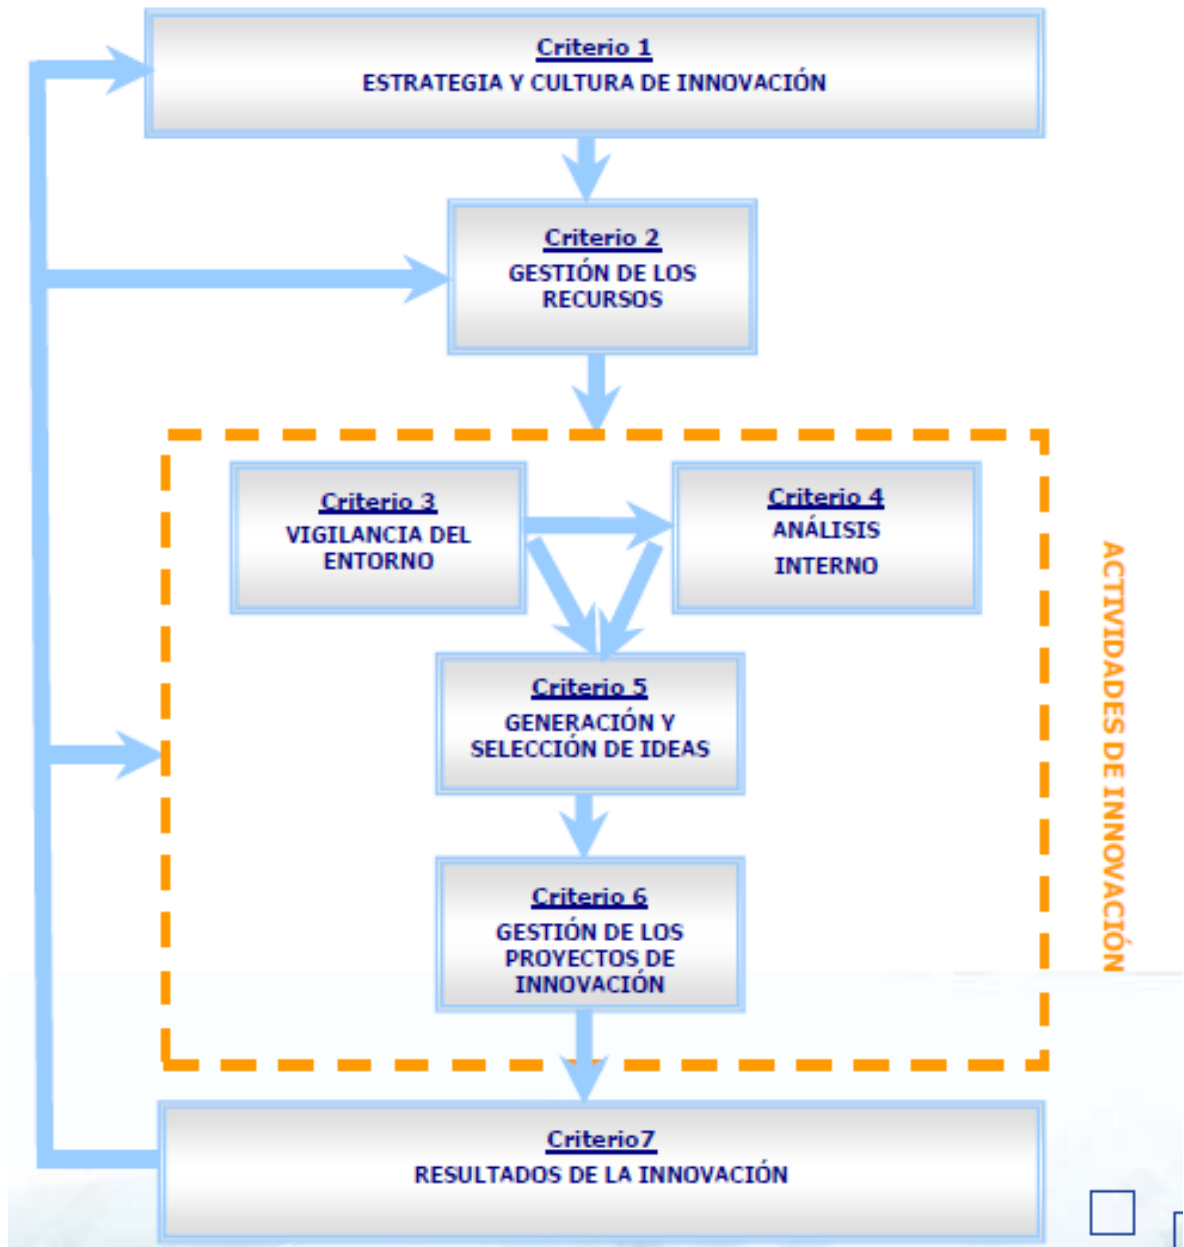 Criterio 1
ESTRATEGIA Y CULTURA DE INNOVACIÓN
Criterio 2
GESTIÓN DE LOS
RECURSOS
Criterio 3
VIGILANCIA DEL
ENTORNO
Criterio 4
ANÁLISIS
INTERNO
Criterio 5
GENERACIÓN Y
SELECCIÓN DE IDEAS
Criterio 6
GESTIÓN DE LOS
PROYECTOS DE
INNOVACIÓN
ACTIVIDADES DE INNOVACIÓN
Criterio7
RESULTADOS DE LA INNOVACIÓN